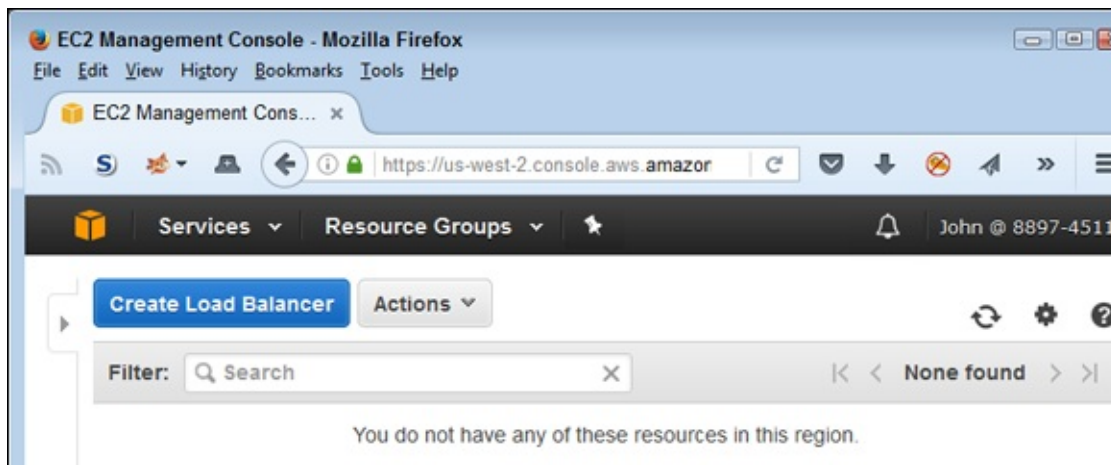 EC2 Management Console - Mozilla Firefox
File Edit View History Bookmarks Tools Help
EC2 Management Cons... ×
S https://us-west-2.console.aws.amazon
Services Resource Groups John @ 8897-4511
Create Load Balancer Actions
Filter: Search None found
You do not have any of these resources in this region.